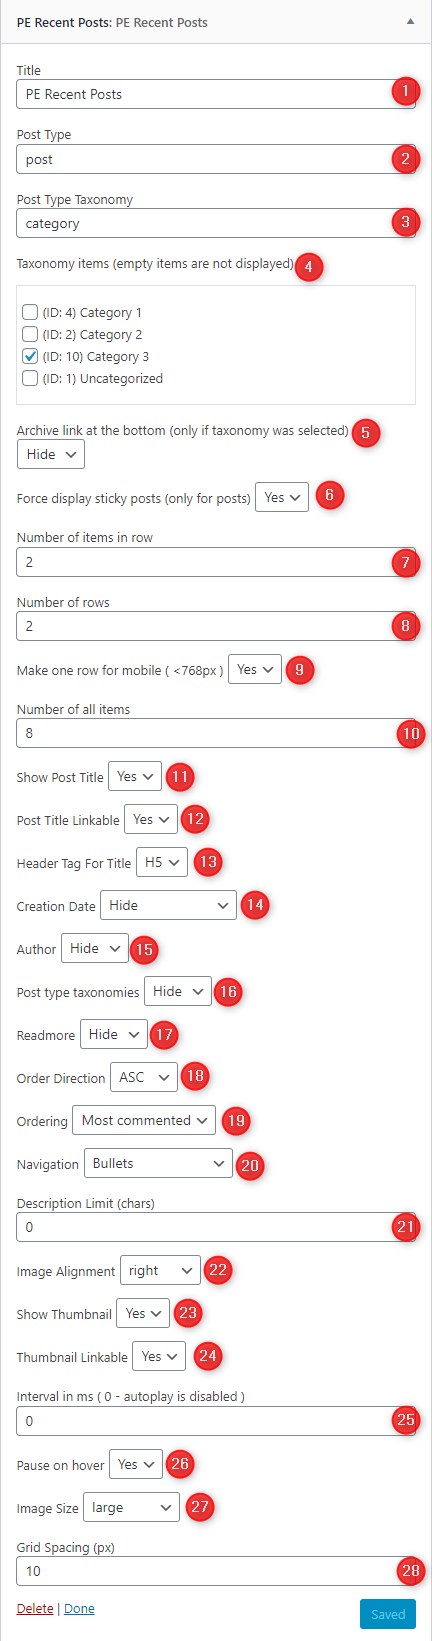 PE Recent Posts: PE Recent Posts
Title
PE Recent Posts 1
Post Type
post 2
Post Type Taxonomy
category 3
Taxonomy items (empty items are not displayed) 4
(ID: 4) Category 1
(ID: 2) Category 2
(ID: 10) Category 3
(ID: 1) Uncategorized
Archive link at the bottom (only if taxonomy was selected) 5
Hide
Force display sticky posts (only for posts) Yes 6
Number of items in row
2 7
Number of rows
2 8
Make one row for mobile ( <768px ) Yes 9
Number of all items
8 10
Show Post Title Yes 11
Post Title Linkable Yes 12
Header Tag For Title H5 13
Creation Date Hide 14
Author Hide 15
Post type taxonomies Hide 16
Readmore Hide 17
Order Direction ASC 18
Ordering Most commented 19
Navigation Bullets 20
Description Limit (chars)
0 21
Image Alignment right 22
Show Thumbnail Yes 23
Thumbnail Linkable Yes 24
Interval in ms ( 0 - autoplay is disabled )
0 25
Pause on hover Yes 26
Image Size large 27
Grid Spacing (px)
10 28
Delete | Done Saved